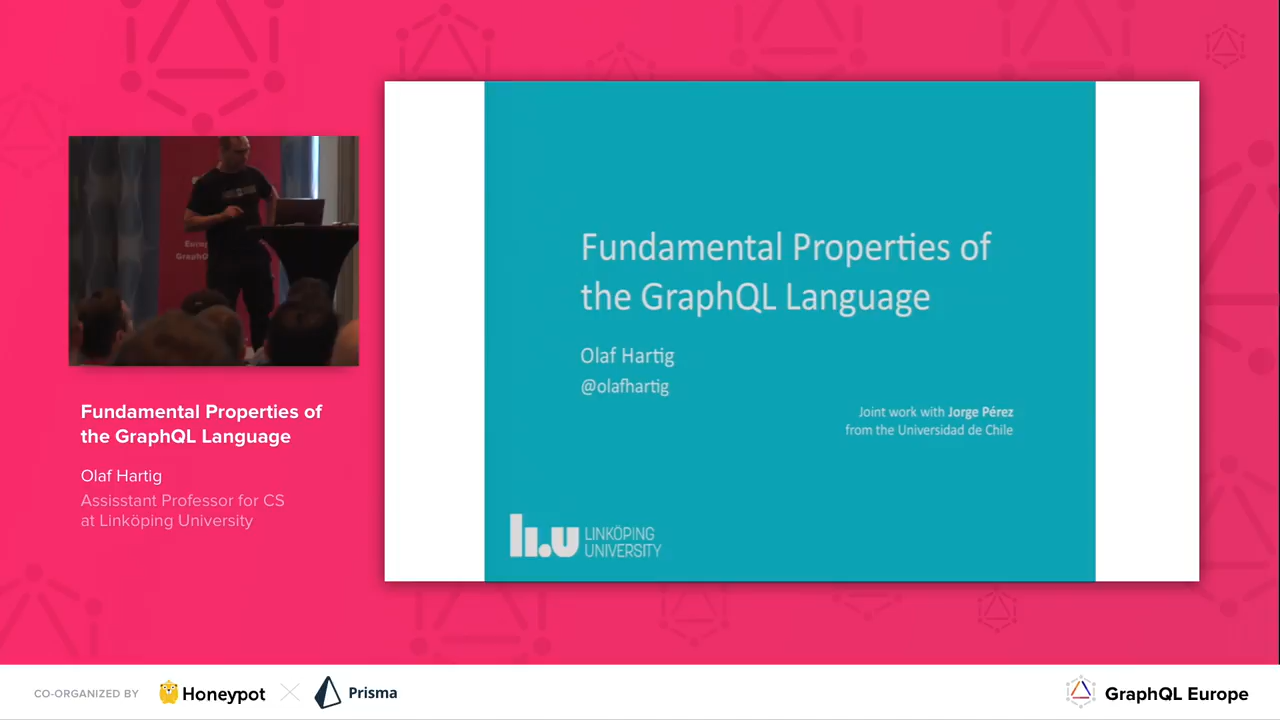 Fundamental Properties of
the GraphQL Language
Olaf Hartig
@olafhartig
Joint work with Jorge Pérez
from the Universidad de Chile
li.u LINKÖPING
UNIVERSITY
Fundamental Properties of
the GraphQL Language
Olaf Hartig
Assisstant Professor for CS
at Linköping University
CO-ORGANIZED BY
Honeypot
Prisma
GraphQL Europe